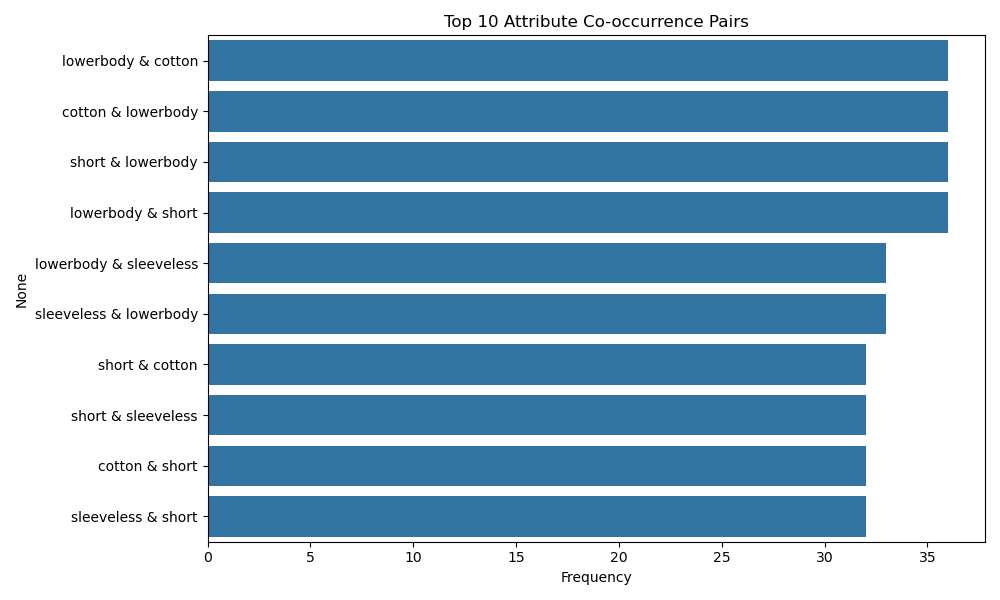 Top 10 Attribute Co-occurrence Pairs
lowerbody & cotton
cotton & lowerbody
short & lowerbody
lowerbody & short
lowerbody & sleeveless
sleeveless & lowerbody
short & cotton
short & sleeveless
cotton & short
sleeveless & short
None
0 5 10 15 20 25 30 35
Frequency